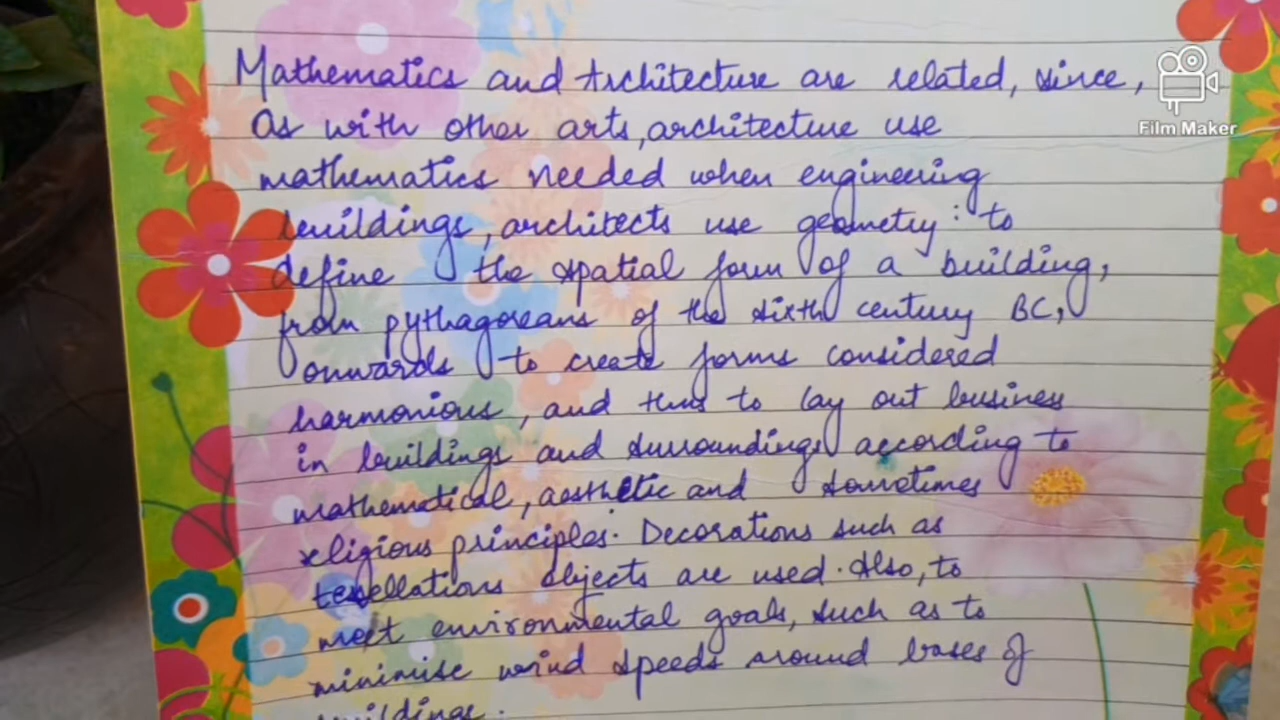 Mathematics and Architecture are related, since,
as with other arts, architecture use
mathematics needed when engineering
buildings, architects use geometry: to
define the spatial form of a building,
from pythagoreans of the sixth century BC,
onwards to create forms considered
harmonious, and thus to lay out business
in buildings and surroundings according to
mathematical, aesthetic and sometimes
religious principles. Decorations such as
tessellations objects are used. Also, to
meet environmental goals, such as to
minimise wind speeds around bases of
buildings.
Film Maker